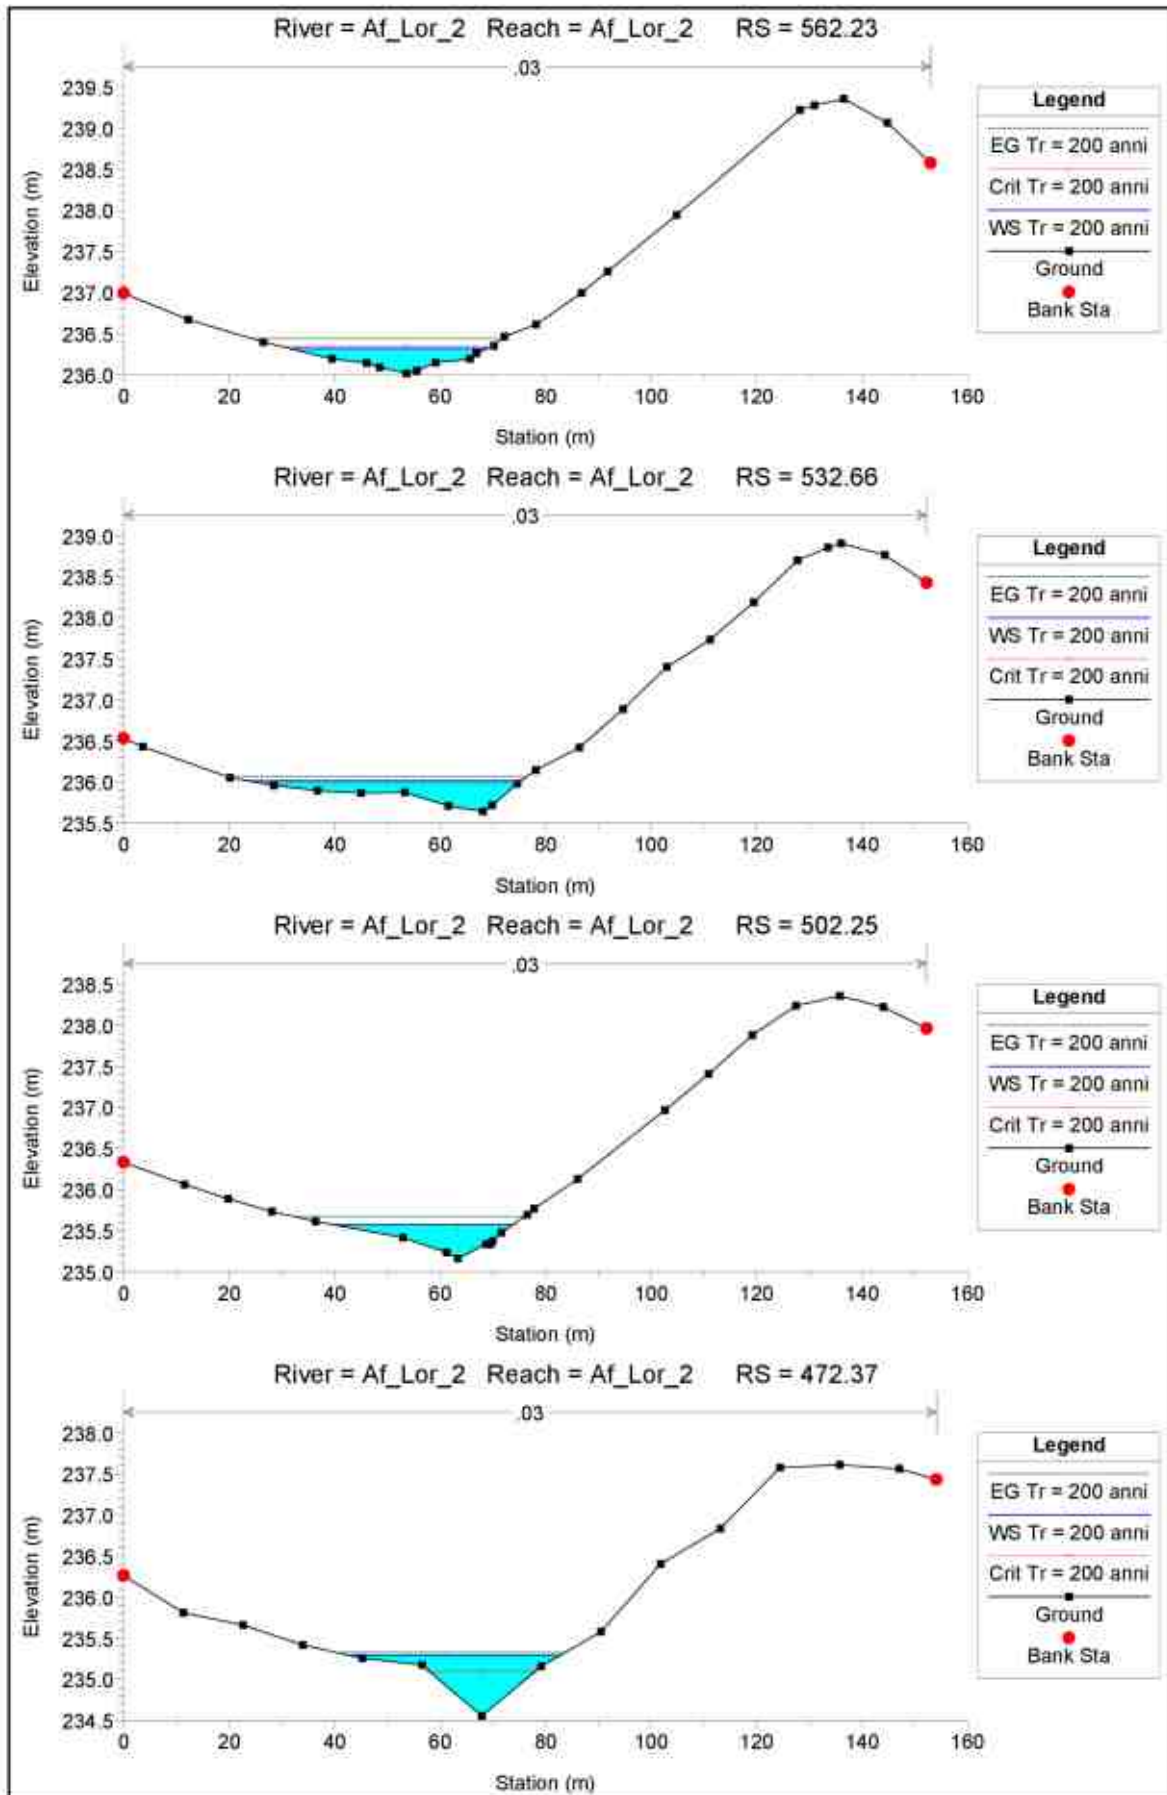 River = Af_Lor_2 Reach = Af_Lor_2 RS = 562.23
.03
239.5
239.0
238.5
238.0
237.5
237.0
236.5
236.0
Elevation (m)
0 20 40 60 80 100 120 140 160
Station (m)
Legend
EG Tr = 200 anni
Crit Tr = 200 anni
WS Tr = 200 anni
Ground
Bank Sta
River = Af_Lor_2 Reach = Af_Lor_2 RS = 532.66
.03
239.0
238.5
238.0
237.5
237.0
236.5
236.0
235.5
Elevation (m)
0 20 40 60 80 100 120 140 160
Station (m)
Legend
EG Tr = 200 anni
WS Tr = 200 anni
Crit Tr = 200 anni
Ground
Bank Sta
River = Af_Lor_2 Reach = Af_Lor_2 RS = 502.25
.03
238.5
238.0
237.5
237.0
236.5
236.0
235.5
235.0
Elevation (m)
0 20 40 60 80 100 120 140 160
Station (m)
Legend
EG Tr = 200 anni
WS Tr = 200 anni
Crit Tr = 200 anni
Ground
Bank Sta
River = Af_Lor_2 Reach = Af_Lor_2 RS = 472.37
.03
238.0
237.5
237.0
236.5
236.0
235.5
235.0
234.5
Elevation (m)
0 20 40 60 80 100 120 140 160
Station (m)
Legend
EG Tr = 200 anni
WS Tr = 200 anni
Crit Tr = 200 anni
Ground
Bank Sta